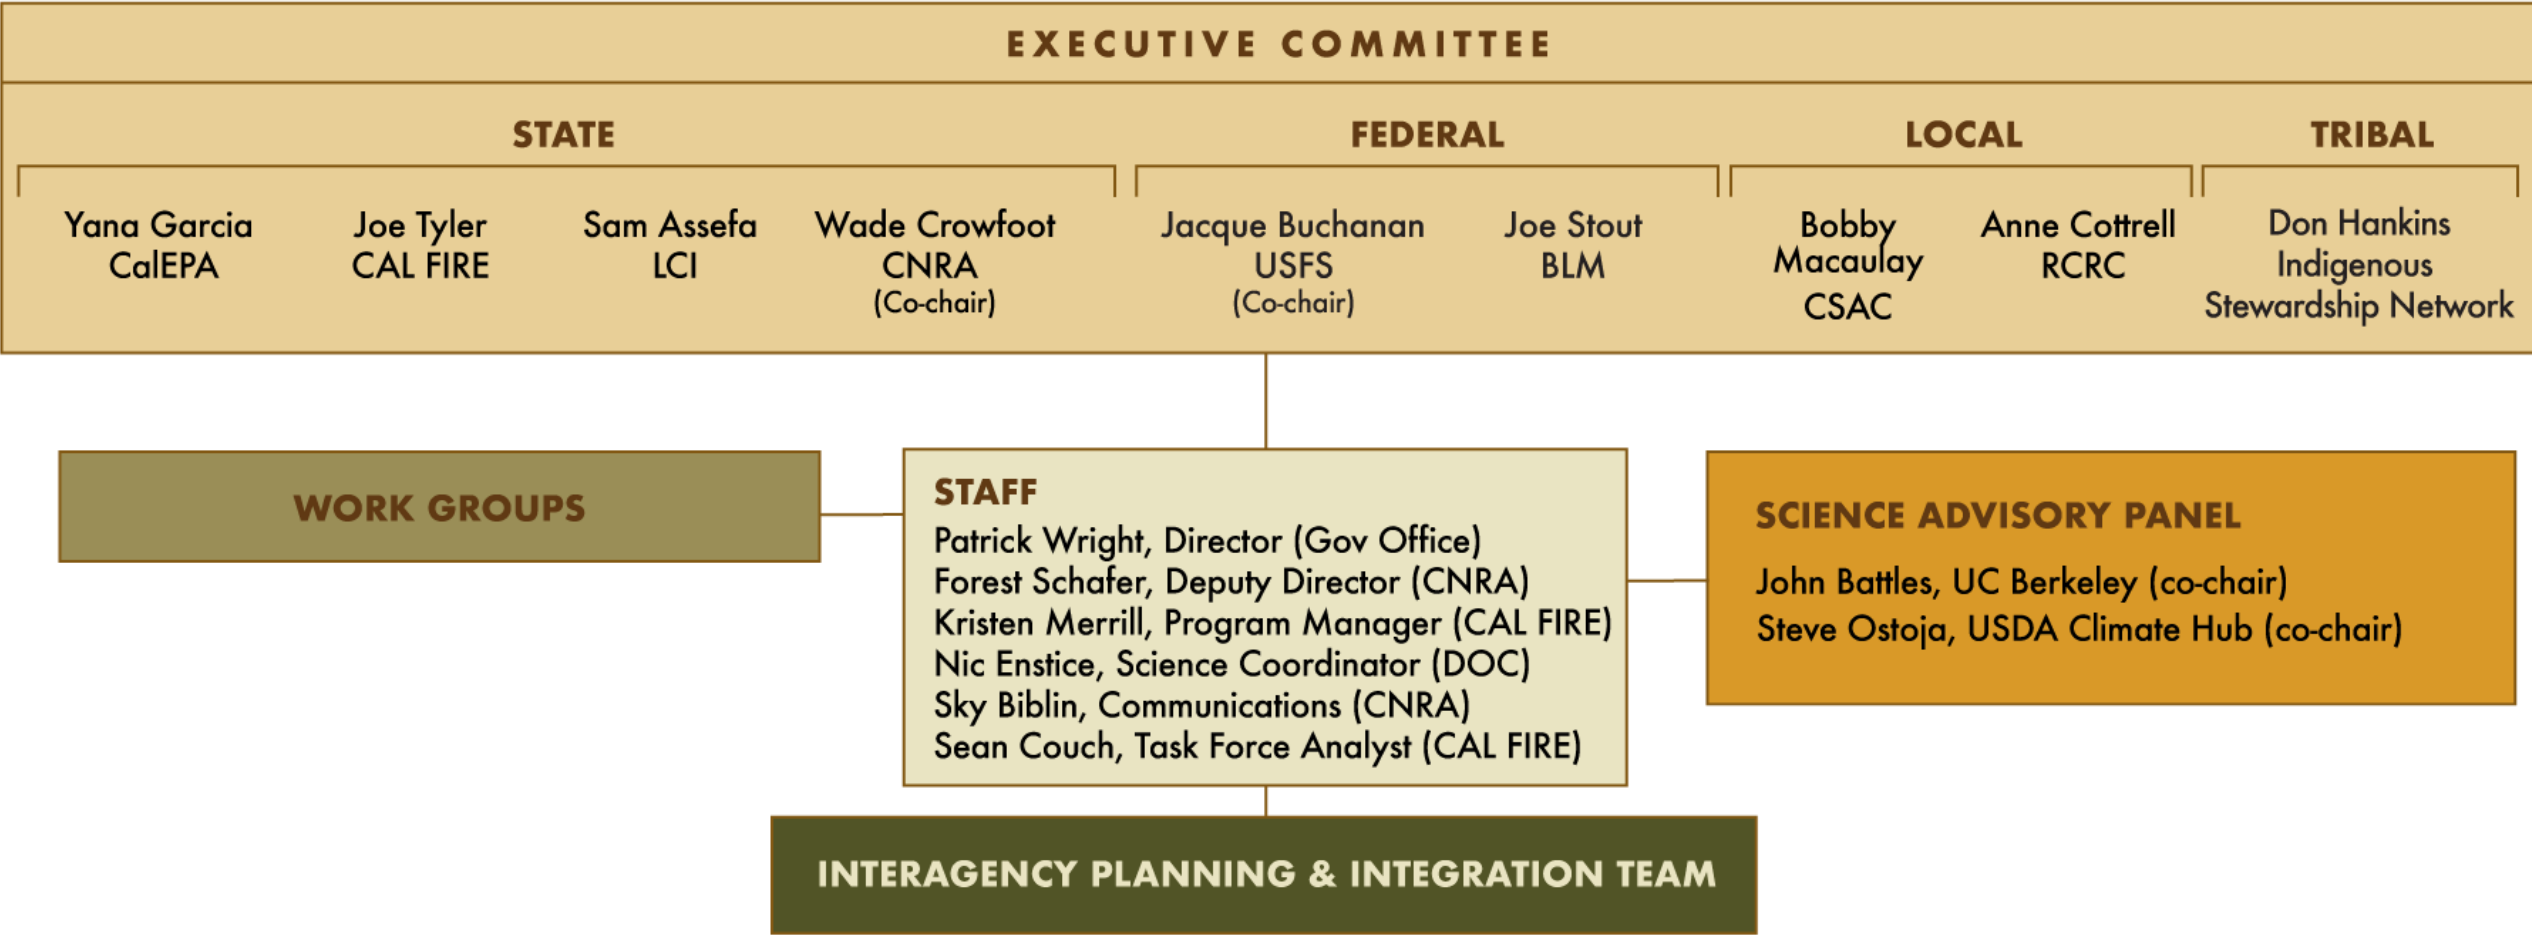 EXECUTIVE COMMITTEE
STATE
Yana Garcia
CalEPA
Joe Tyler
CAL FIRE
Sam Assefa
LCI
Wade Crowfoot
CNRA
(Co-chair)
FEDERAL
Jacque Buchanan
USFS
(Co-chair)
Joe Stout
BLM
LOCAL
Bobby
Macaulay
CSAC
Anne Cottrell
RCRC
TRIBAL
Don Hankins
Indigenous
Stewardship Network
WORK GROUPS
STAFF
Patrick Wright, Director (Gov Office)
Forest Schafer, Deputy Director (CNRA)
Kristen Merrill, Program Manager (CAL FIRE)
Nic Enstice, Science Coordinator (DOC)
Sky Biblin, Communications (CNRA)
Sean Couch, Task Force Analyst (CAL FIRE)
SCIENCE ADVISORY PANEL
John Battles, UC Berkeley (co-chair)
Steve Ostoja, USDA Climate Hub (co-chair)
INTERAGENCY PLANNING & INTEGRATION TEAM